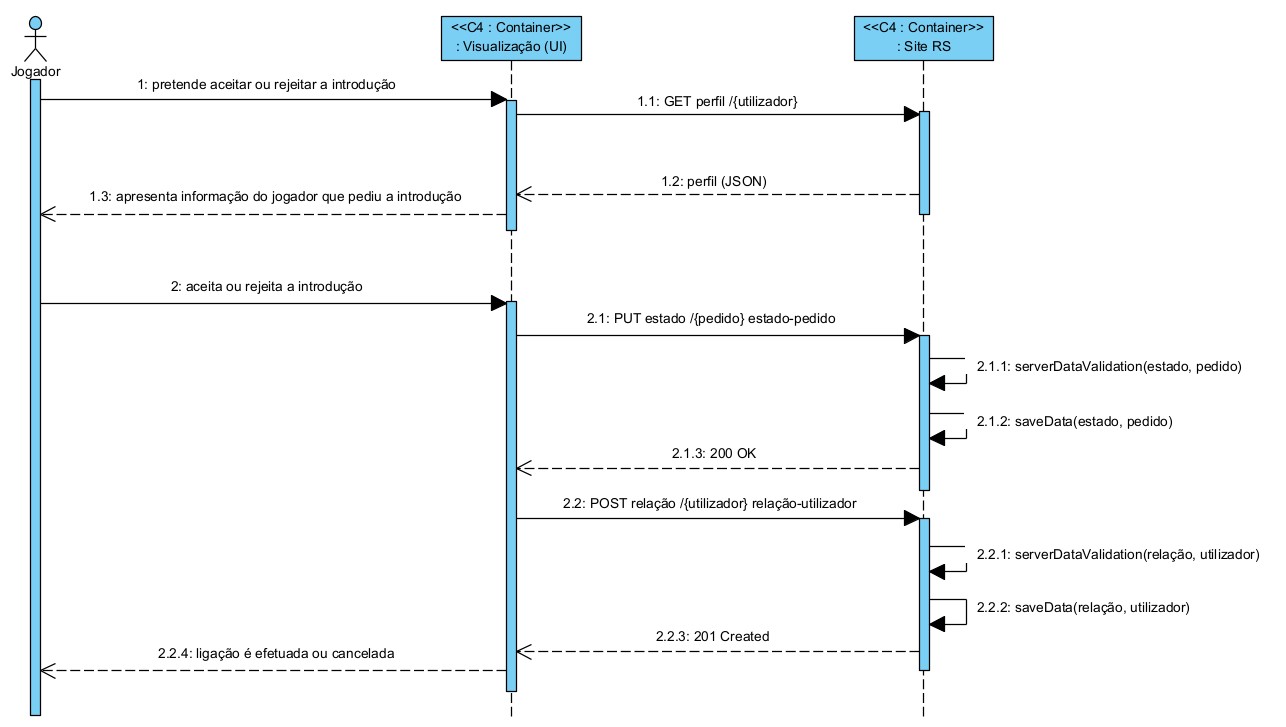 <<C4 : Container>>
: Visualização (UI)
<<C4 : Container>>
: Site RS
Jogador
1: pretende aceitar ou rejeitar a introdução
1.1: GET perfil /{utilizador}
1.2: perfil (JSON)
1.3: apresenta informação do jogador que pediu a introdução
2: aceita ou rejeita a introdução
2.1: PUT estado /{pedido} estado-pedido
2.1.1: serverDataValidation(estado, pedido)
2.1.2: saveData(estado, pedido)
2.1.3: 200 OK
2.2: POST relação /{utilizador} relação-utilizador
2.2.1: serverDataValidation(relação, utilizador)
2.2.2: saveData(relação, utilizador)
2.2.3: 201 Created
2.2.4: ligação é efetuada ou cancelada